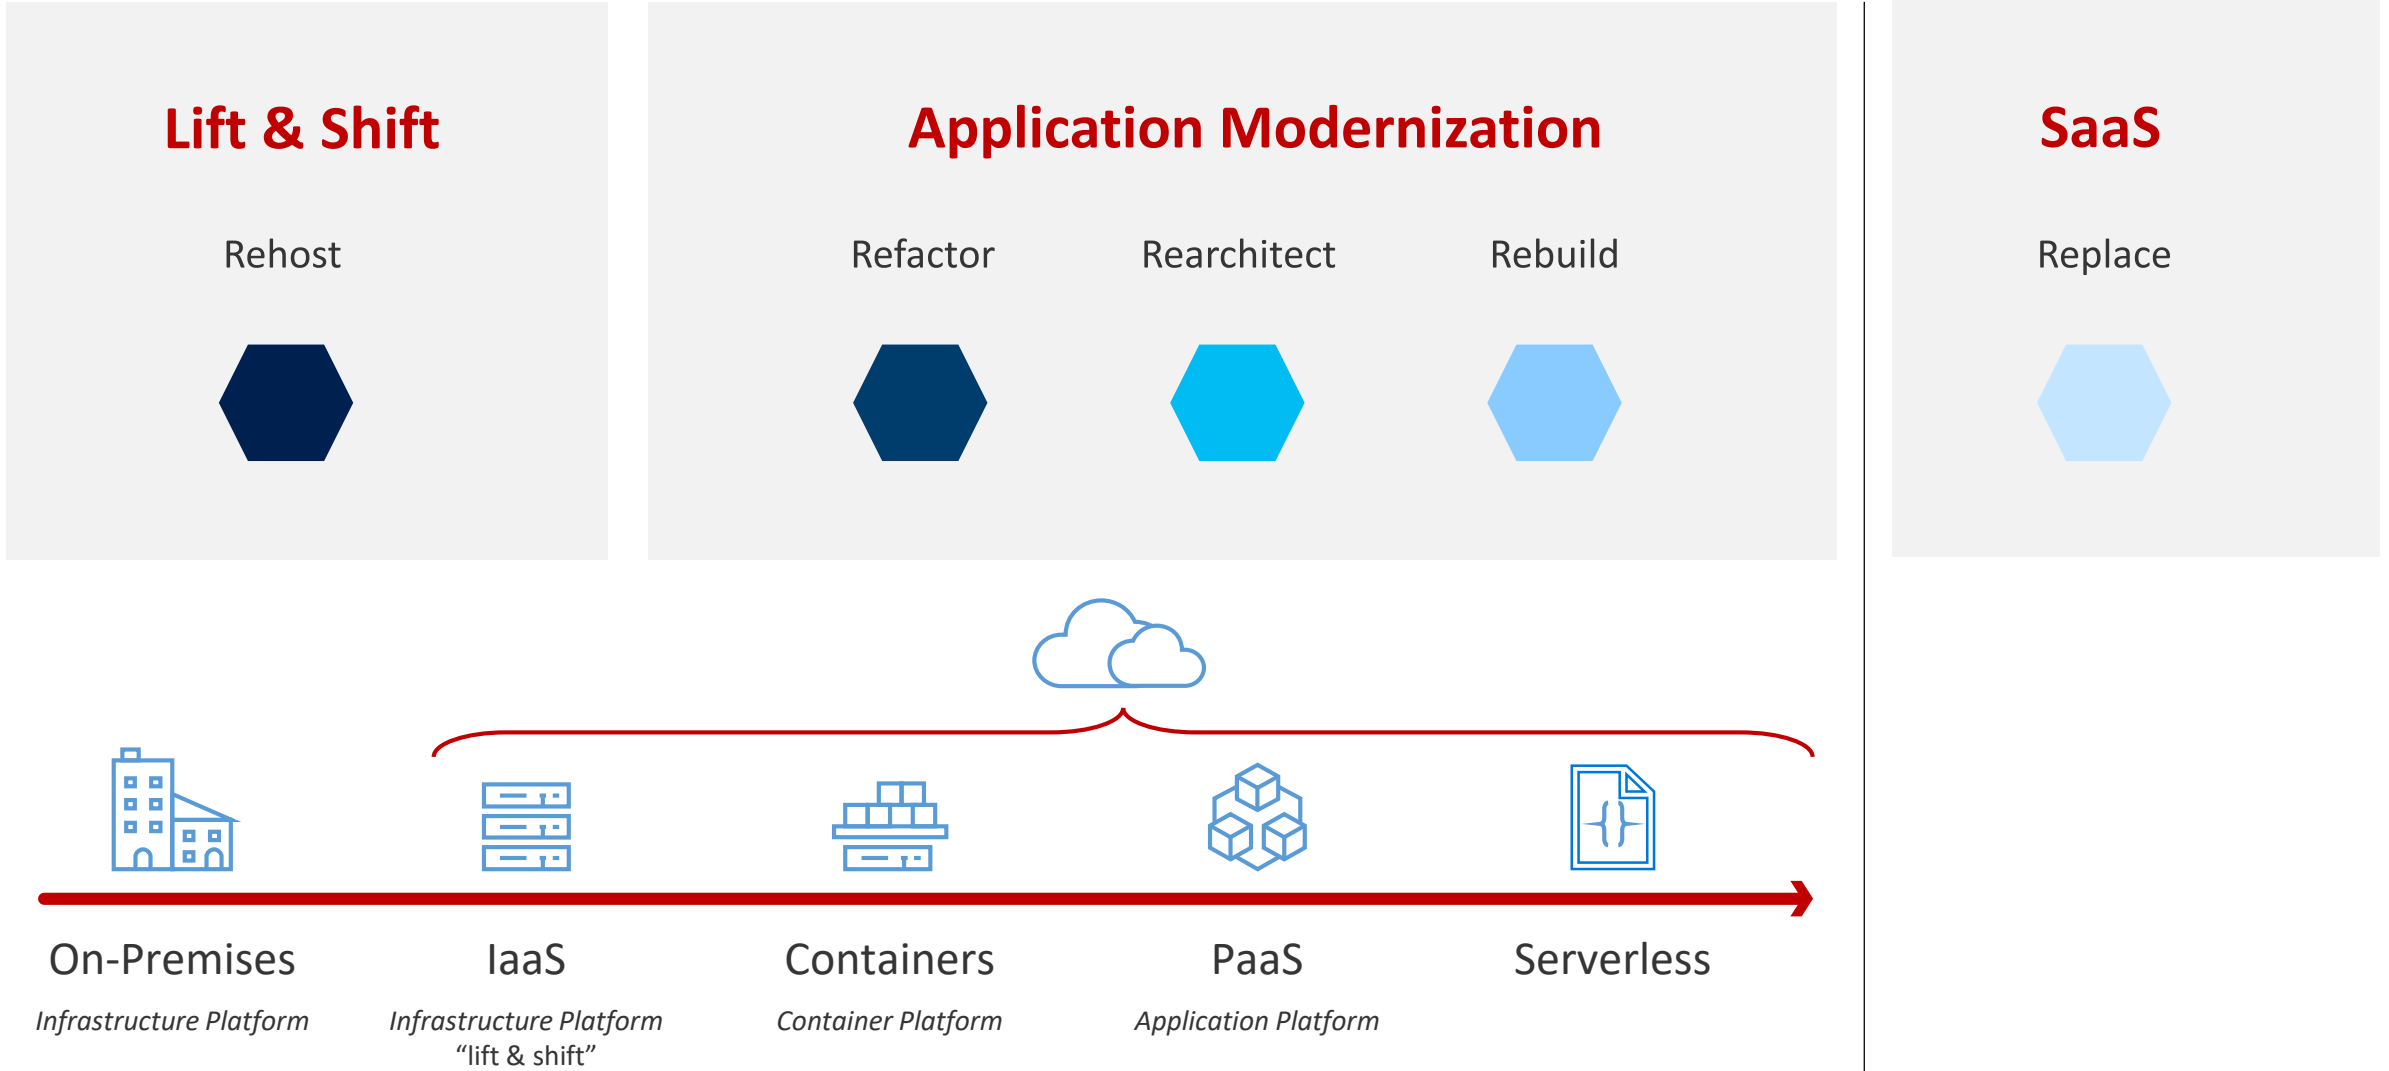 Lift & Shift
Application Modernization
SaaS
Rehost
Refactor
Rearchitect
Rebuild
Replace
{}
On-Premises
IaaS
Containers
PaaS
Serverless
Infrastructure Platform
Infrastructure Platform
“lift & shift”
Container Platform
Application Platform